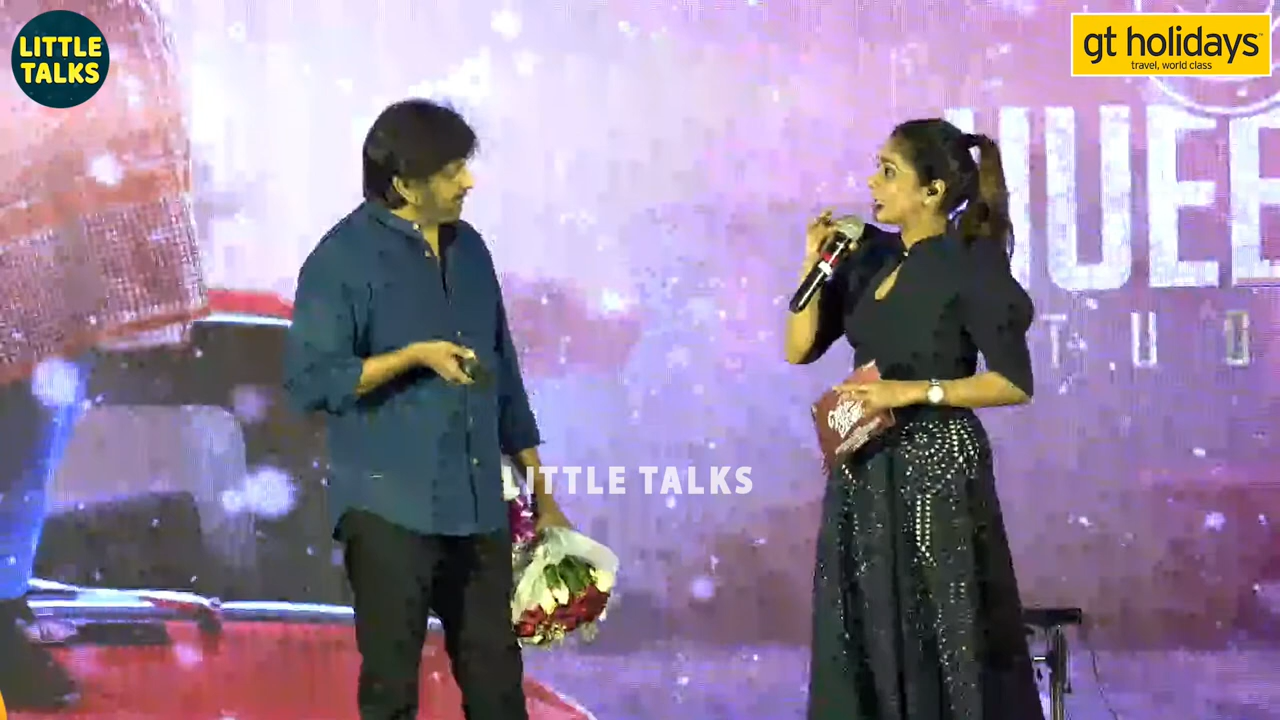 LITTLE
TALKS
gt holidays
travel, world class
UEE
T U D
LITTLE TALKS